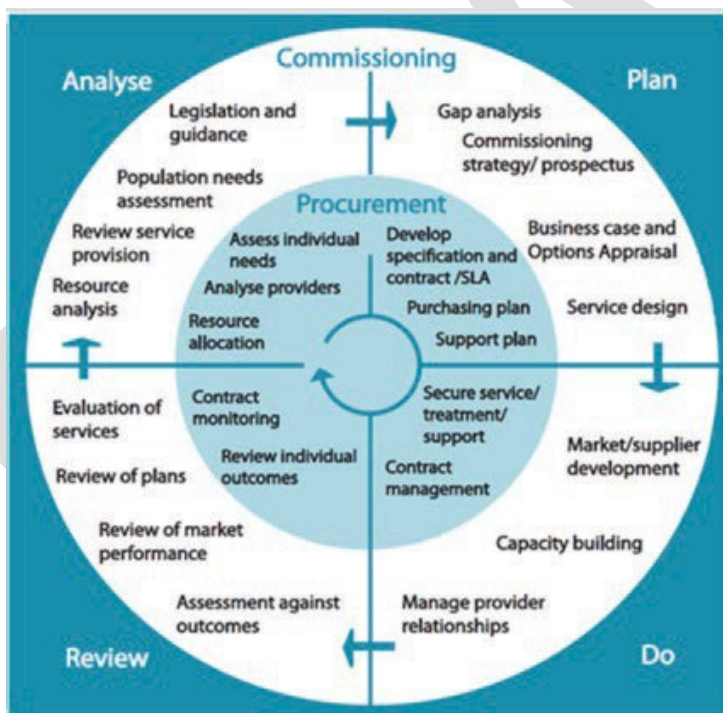 Commissioning
Analyse
Plan
Legislation and
guidance
Population needs
assessment
Review service
provision
Resource
analysis
Gap analysis
Commissioning
strategy/ prospectus
Business case and
Options Appraisal
Service design
Procurement
Assess individual
needs
Analyse providers
Resource
allocation
Develop
specification and
contract /SLA
Purchasing plan
Support plan
Secure service/
treatment/
support
Contract
management
Contract
monitoring
Review individual
outcomes
Market/supplier
development
Capacity building
Manage provider
relationships
Do
Evaluation of
services
Review of plans
Review of market
performance
Assessment against
outcomes
Review